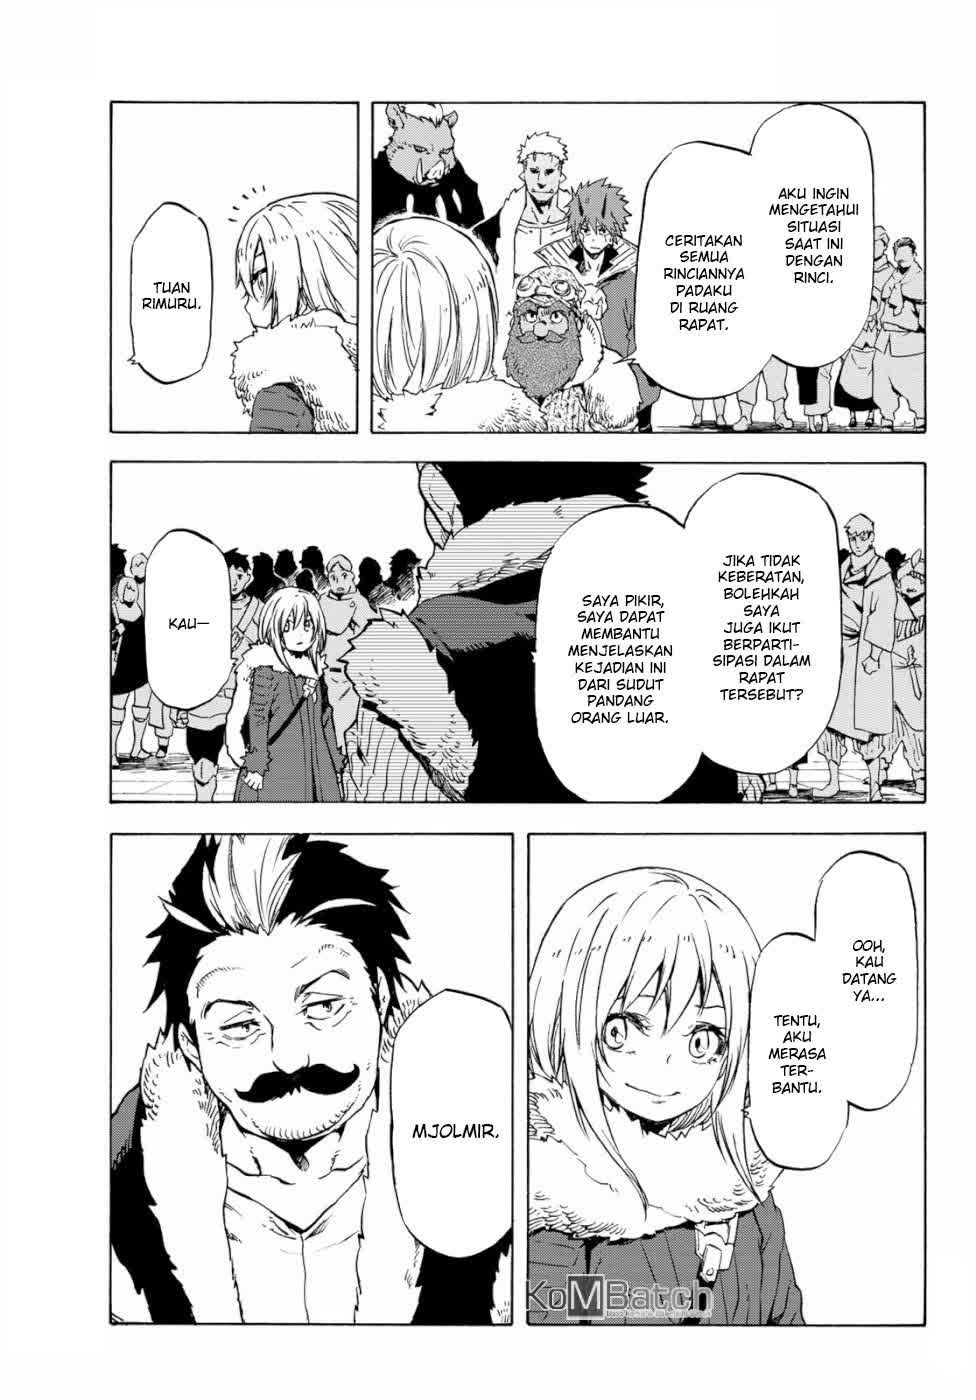 AKU INGIN
MENGETAHUI
SITUASI
SAAT INI
DENGAN
RINCI.
CERITAKAN
SEMUA
RINCIANNYA
PADAKU
DI RUANG
RAPAT.
TUAN
RIMURU.
JIKA TIDAK
KEBERATAN,
BOLEHKAH
SAYA
JUGA IKUT
BERPARTI-
SIPASI DALAM
RAPAT
TERSEBUT?
SAYA PIKIR,
SAYA DAPAT
MEMBANTU
MENJELASKAN
KEJADIAN INI
DARI SUDUT
PANDANG
ORANG LUAR.
KAU—
OOH,
KAU
DATANG
YA...
TENTU,
AKU
MERASA
TER-
BANTU.
MJOLMIR.
KoMBatch